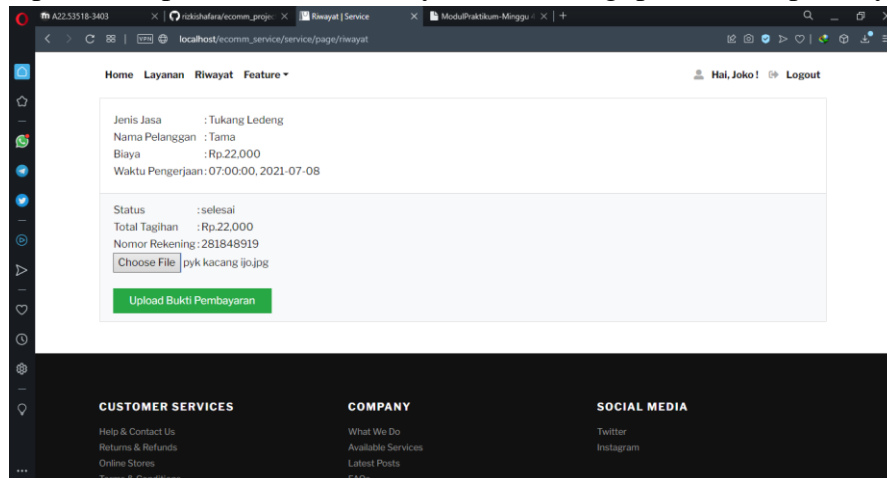 A22.53518-3403
rizkishafara/ecomm_projec
Riwayat | Service
ModulPraktikum-Minggu
VPN
localhost/ecomm_service/service/page/riwayat
Home Layanan Riwayat Feature
Hai, Joko ! Logout
Jenis Jasa : Tukang Ledeng
Nama Pelanggan : Tama
Biaya : Rp.22,000
Waktu Pengerjaan : 07:00:00, 2021-07-08
Status : selesai
Total Tagihan : Rp.22,000
Nomor Rekening : 281848919
Choose File pyk kacang ijo.jpg
Upload Bukti Pembayaran
CUSTOMER SERVICES COMPANY SOCIAL MEDIA
Help & Contact Us What We Do Twitter
Returns & Refunds Available Services Instagram
Online Stores Latest Posts
Terms & Conditions FAQs